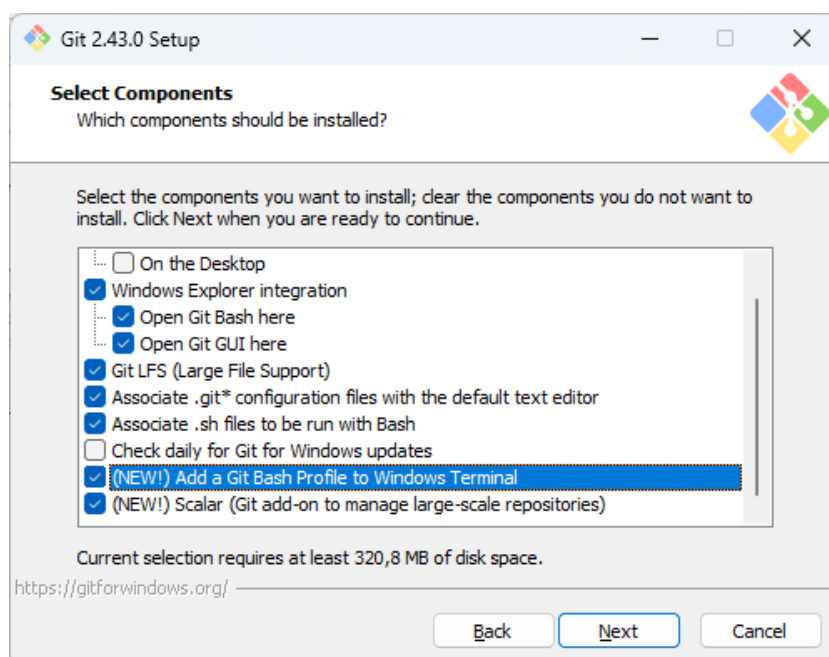 Git 2.43.0 Setup
Select Components
Which components should be installed?
Select the components you want to install; clear the components you do not want to
install. Click Next when you are ready to continue.
On the Desktop
Windows Explorer integration
Open Git Bash here
Open Git GUI here
Git LFS (Large File Support)
Associate .git* configuration files with the default text editor
Associate .sh files to be run with Bash
Check daily for Git for Windows updates
(NEW!) Add a Git Bash Profile to Windows Terminal
(NEW!) Scalar (Git add-on to manage large-scale repositories)
Current selection requires at least 320,8 MB of disk space.
https://gitforwindows.org/
Back Next Cancel